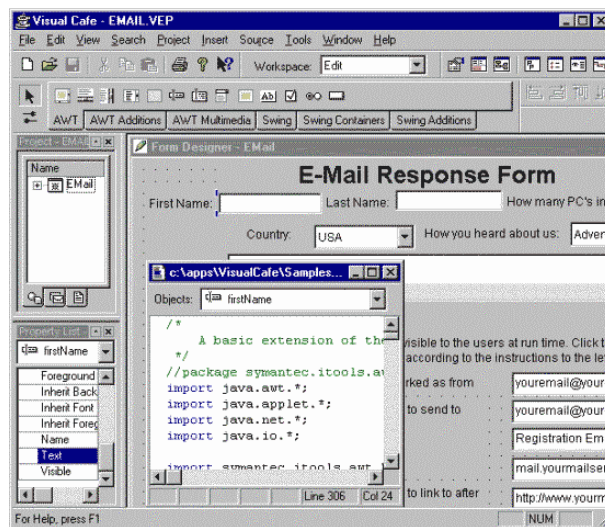 Visual Cafe - EMAIL.VEP
File Edit View Search Project Insert Source Tools Window Help
Workspace: Edit
AWT AWT Additions AWT Multimedia Swing Swing Containers Swing Additions
Project - EMAI
Name
EMail
Form Designer - EMail
E-Mail Response Form
First Name: Last Name: How many PC's in
Country: USA How you heard about us: Adver
c:\apps\VisualCafe\Samples...
Objects: firstName
/*
A basic extension of the
*/
//package symantec.itools.aw
import java.awt.*;
import java.applet.*;
import java.net.*;
import java.io.*;
import symantec.itools.awt
Line 306 Col 24
visible to the users at run time. Click t
according to the instructions to the le
rked as from youremail@your
to send to youremail@your
Registration Em
mail.yourmailser
to link to after http://www.yourm
Property List -
firstName
Foreground
Inherit Back
Inherit Font
Inherit Foreg
Name
Text
Visible
For Help, press F1
NUM